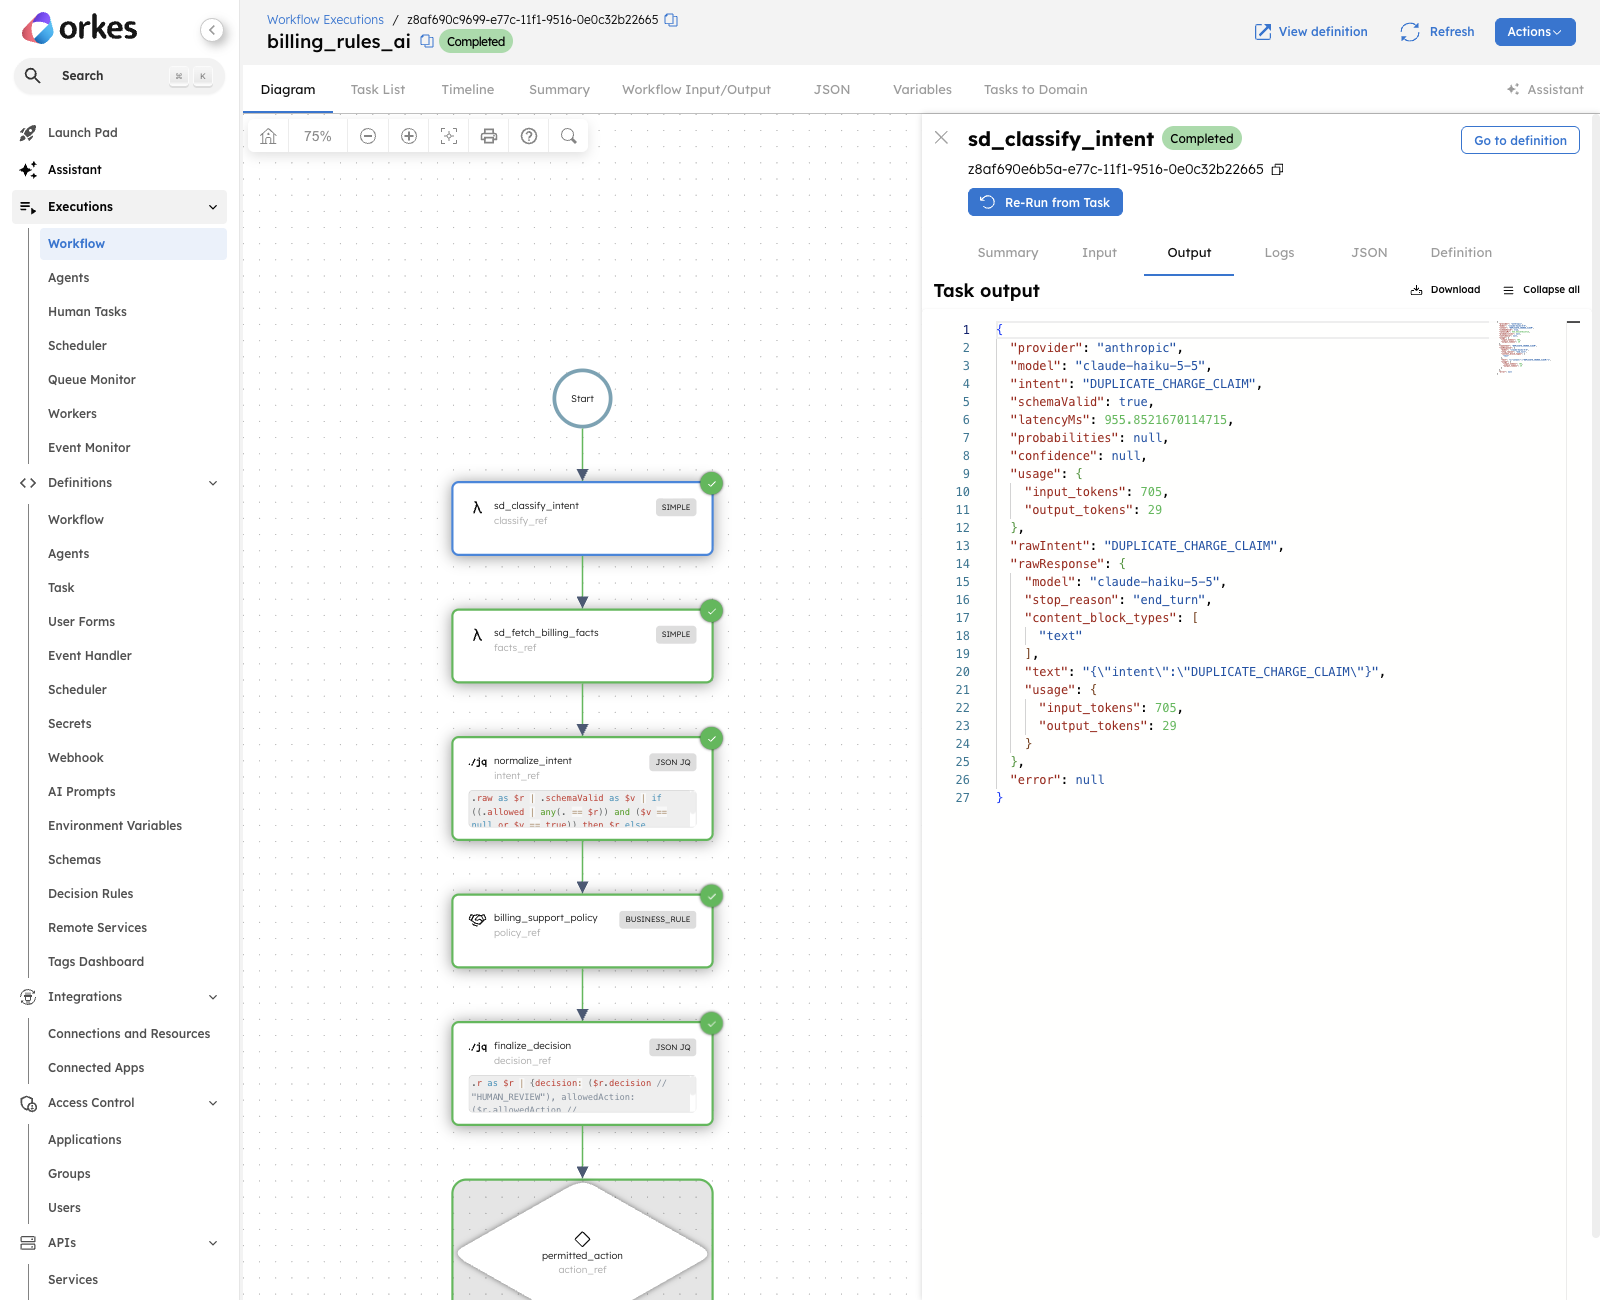 orkes
Search
⌘ K
Launch Pad
Assistant
Executions
Workflow
Agents
Human Tasks
Scheduler
Queue Monitor
Workers
Event Monitor
Definitions
Workflow
Agents
Task
User Forms
Event Handler
Scheduler
Secrets
Webhook
AI Prompts
Environment Variables
Schemas
Decision Rules
Remote Services
Tags Dashboard
Integrations
Connections and Resources
Connected Apps
Access Control
Applications
Groups
Users
APIs
Services
Workflow Executions / z8af690c9699-e77c-11f1-9516-0e0c32b22665
billing_rules_ai Completed
View definition Refresh Actions
Diagram Task List Timeline Summary Workflow Input/Output JSON Variables Tasks to Domain Assistant
75%
Start
sd_classify_intent SIMPLE
classify_ref
sd_fetch_billing_facts SIMPLE
facts_ref
./jq normalize_intent JSON JQ
intent_ref
.raw as $r | .schemaValid as $v | if
((.allowed | any(. == $r)) and ($v ==
null or $v == true)) then $r else
billing_support_policy BUSINESS_RULE
policy_ref
./jq finalize_decision JSON JQ
decision_ref
.r as $r | {decision: ($r.decision //
"HUMAN_REVIEW"), allowedAction:
($r.allowedAction //
permitted_action
action_ref
sd_classify_intent Completed
Go to definition
z8af690e6b5a-e77c-11f1-9516-0e0c32b22665
Re-Run from Task
Summary Input Output Logs JSON Definition
Task output Download Collapse all
1 {
2 "provider": "anthropic",
3 "model": "claude-haiku-5-5",
4 "intent": "DUPLICATE_CHARGE_CLAIM",
5 "schemaValid": true,
6 "latencyMs": 955.8521670114715,
7 "probabilities": null,
8 "confidence": null,
9 "usage": {
10 "input_tokens": 705,
11 "output_tokens": 29
12 },
13 "rawIntent": "DUPLICATE_CHARGE_CLAIM",
14 "rawResponse": {
15 "model": "claude-haiku-5-5",
16 "stop_reason": "end_turn",
17 "content_block_types": [
18 "text"
19 ],
20 "text": "{\"intent\":\"DUPLICATE_CHARGE_CLAIM\"}",
21 "usage": {
22 "input_tokens": 705,
23 "output_tokens": 29
24 }
25 },
26 "error": null
27 }